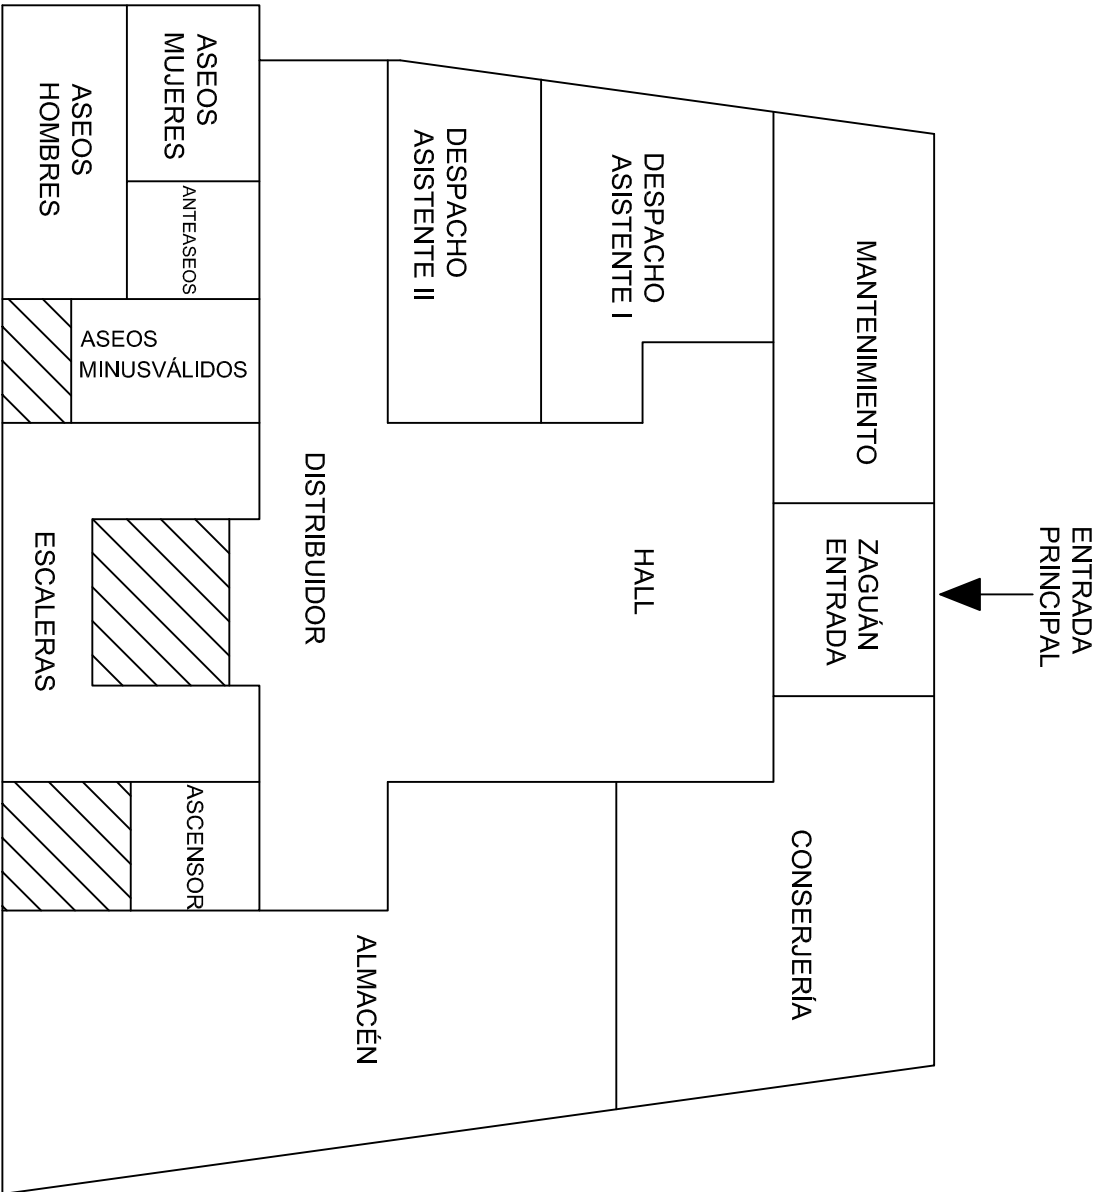 ENTRADA
PRINCIPAL
ZAGUÁN
ENTRADA
MANTENIMIENTO
CONSERJERÍA
DESPACHO
ASISTENTE I
HALL
DESPACHO
ASISTENTE II
ALMACÉN
DISTRIBUIDOR
ASEOS
MUJERES
ANTEASEOS
ASEOS
MINUSVÁLIDOS
ASCENSOR
ASEOS
HOMBRES
ESCALERAS